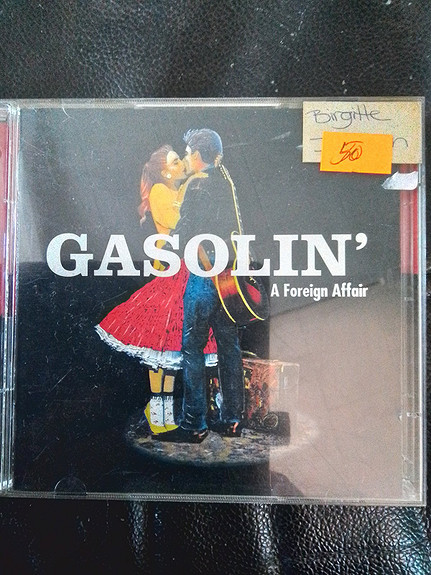 Birgitte
50
GASOLIN’
A Foreign Affair